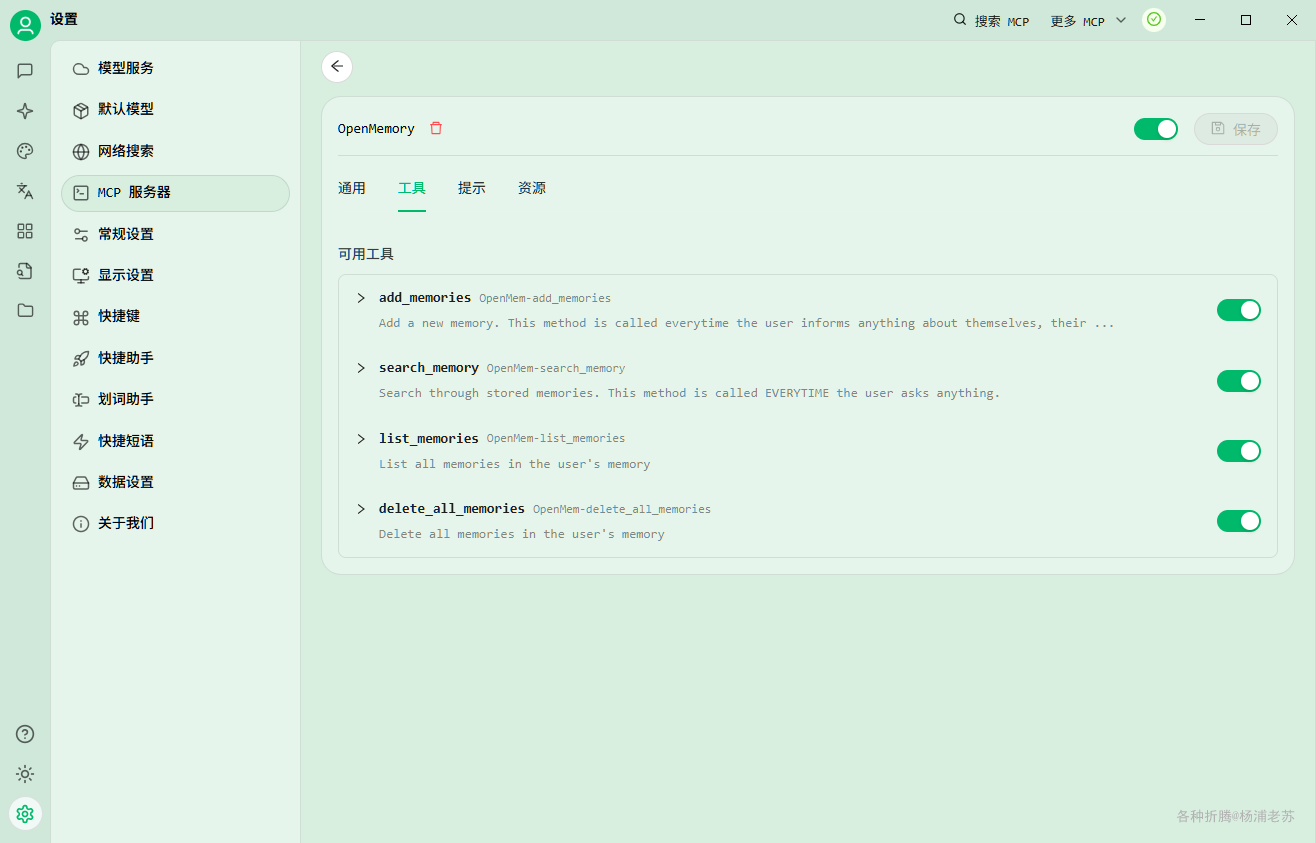 设置
搜索 MCP
更多 MCP
模型服务
默认模型
网络搜索
MCP 服务器
常规设置
显示设置
快捷键
快捷助手
划词助手
快捷短语
数据设置
关于我们
OpenMemory
保存
通用
工具
提示
资源
可用工具
add_memories OpenMem-add_memories
Add a new memory. This method is called everytime the user informs anything about themselves, their ...
search_memory OpenMem-search_memory
Search through stored memories. This method is called EVERYTIME the user asks anything.
list_memories OpenMem-list_memories
List all memories in the user's memory
delete_all_memories OpenMem-delete_all_memories
Delete all memories in the user's memory
各种折腾@杨浦老苏